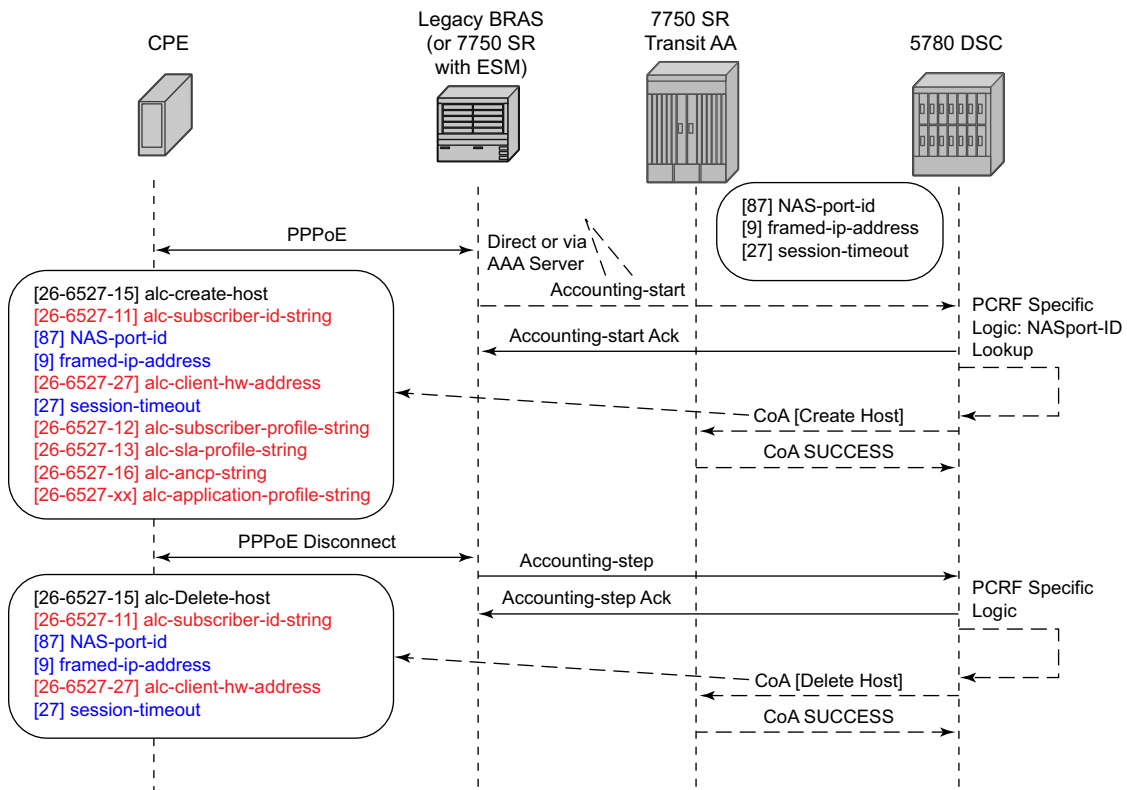 CPE
Legacy BRAS
(or 7750 SR
with ESM)
7750 SR
Transit AA
5780 DSC
[87] NAS-port-id
[9] framed-ip-address
[27] session-timeout
PPPoE
Direct or via
AAA Server
Accounting-start
PCRF Specific
Logic: NASport-ID
Lookup
Accounting-start Ack
[26-6527-15] alc-create-host
[26-6527-11] alc-subscriber-id-string
[87] NAS-port-id
[9] framed-ip-address
[26-6527-27] alc-client-hw-address
[27] session-timeout
[26-6527-12] alc-subscriber-profile-string
[26-6527-13] alc-sla-profile-string
[26-6527-16] alc-ancp-string
[26-6527-xx] alc-application-profile-string
CoA [Create Host]
CoA SUCCESS
PPPoE Disconnect
Accounting-step
Accounting-step Ack
PCRF Specific
Logic
[26-6527-15] alc-Delete-host
[26-6527-11] alc-subscriber-id-string
[87] NAS-port-id
[9] framed-ip-address
[26-6527-27] alc-client-hw-address
[27] session-timeout
CoA [Delete Host]
CoA SUCCESS